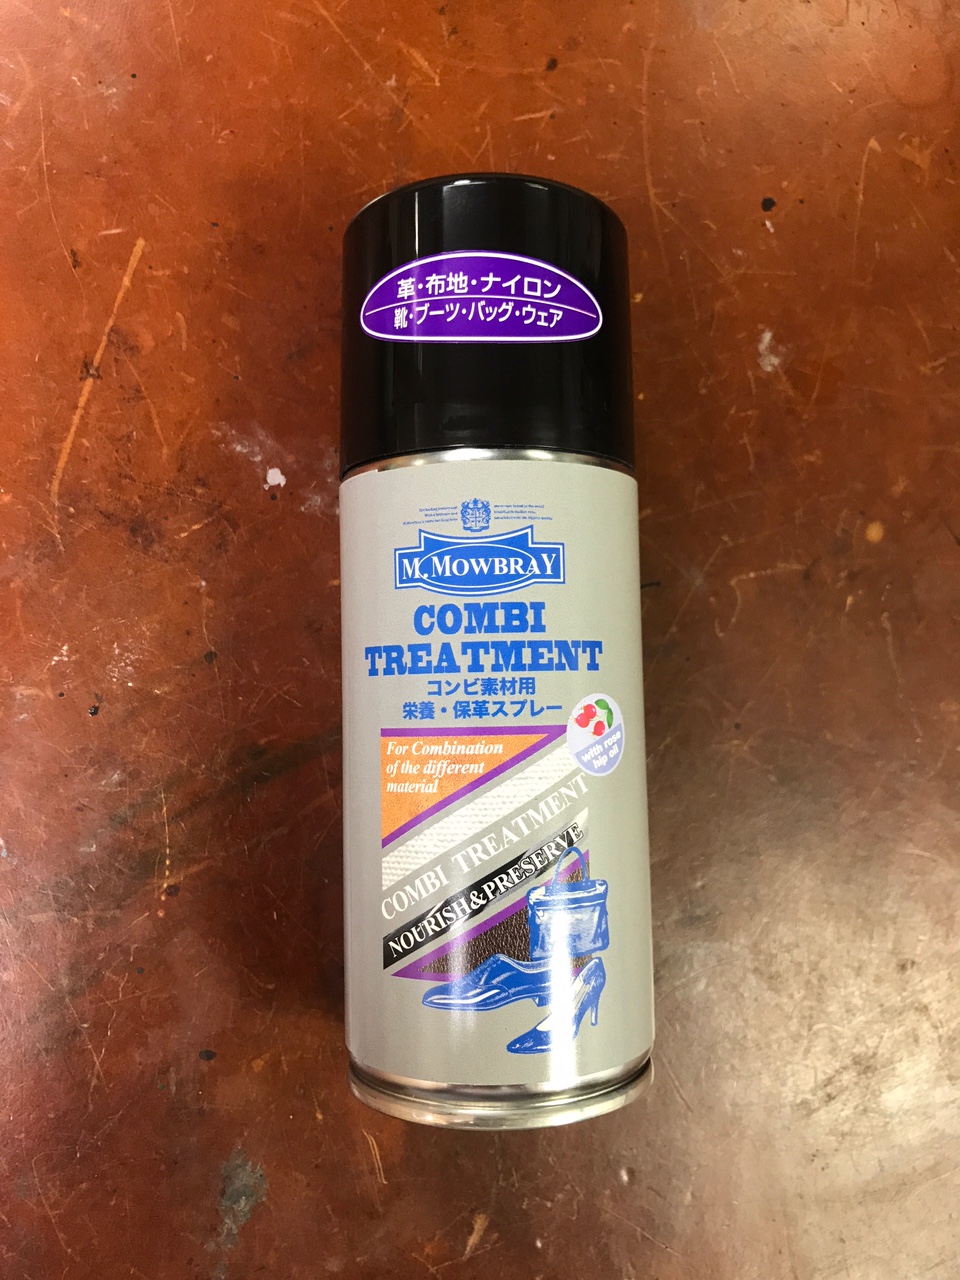 革・布地・ナイロン
靴・ブーツ・バッグ・ウェア
M. MOWBRAY
COMBI
TREATMENT
コンビ素材用
栄養・保革スプレー
with rose
hip oil
For Combination
of the different
material
COMBI TREATMENT
NOURISH&PRESERVE